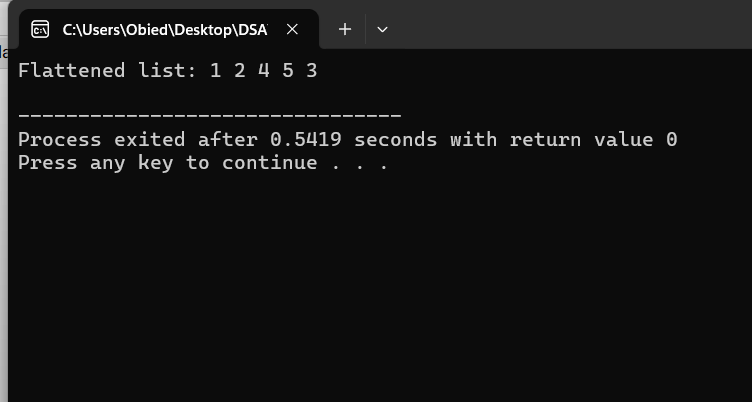 C:\Users\Obied\Desktop\DSA
Flattened list: 1 2 4 5 3
--------------------------------
Process exited after 0.5419 seconds with return value 0
Press any key to continue . . .